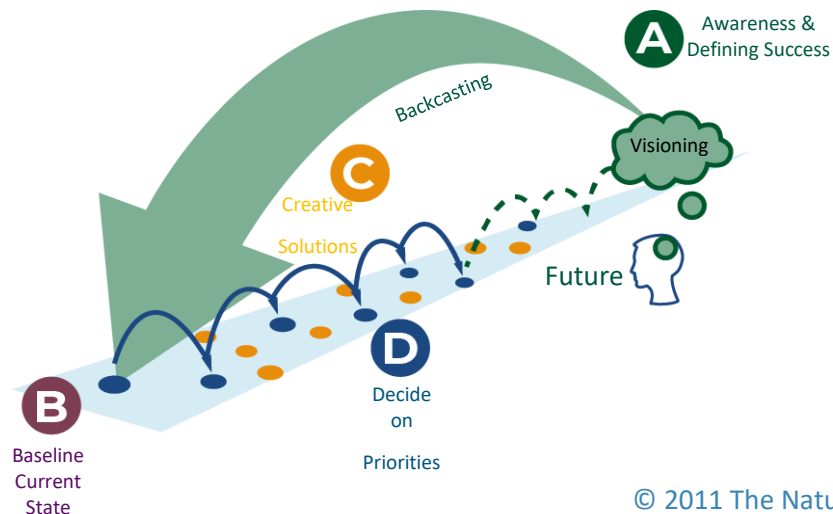 A
Awareness &
Defining Success
Backcasting
Visioning
C
Creative
Solutions
Future
D
Decide
on
Priorities
B
Baseline
Current
State
© 2011 The Natu